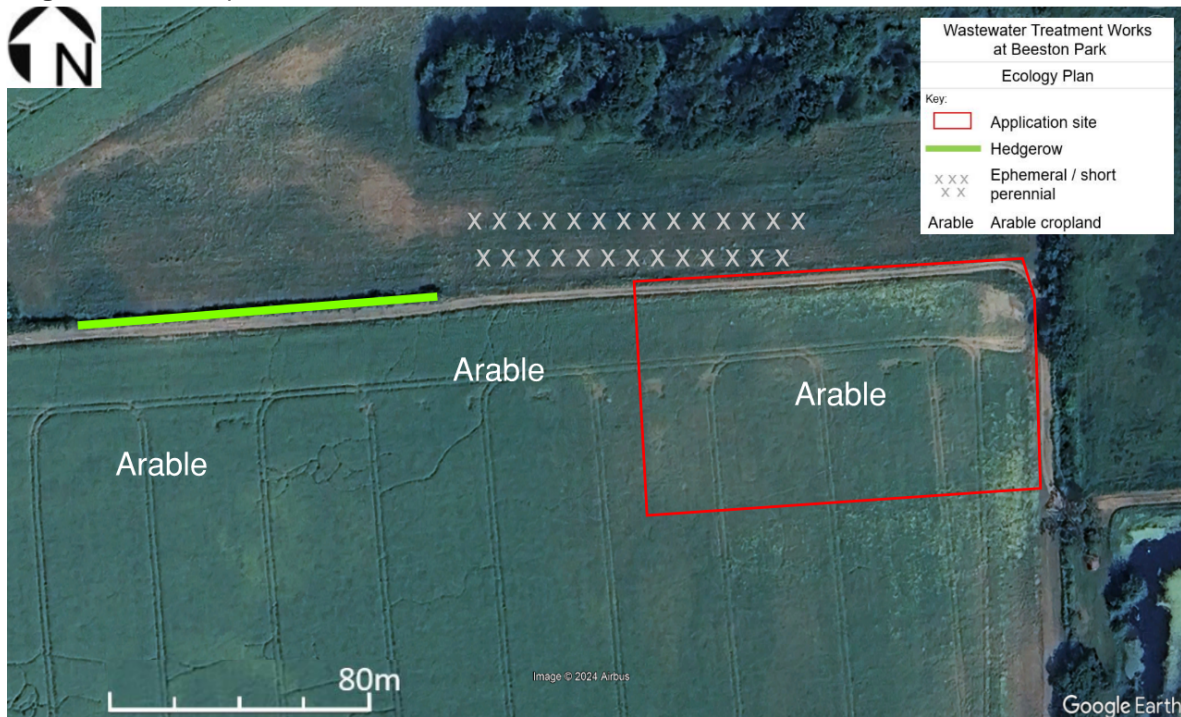 N
Wastewater Treatment Works
at Beeston Park
Ecology Plan
Key:
Application site
Hedgerow
x x x
x x
Ephemeral / short
perennial
Arable Arable cropland
x x x x x x x x x x x x x x
x x x x x x x x x x x x x
Arable
Arable
Arable
80m
Image © 2024 Airbus
Google Earth